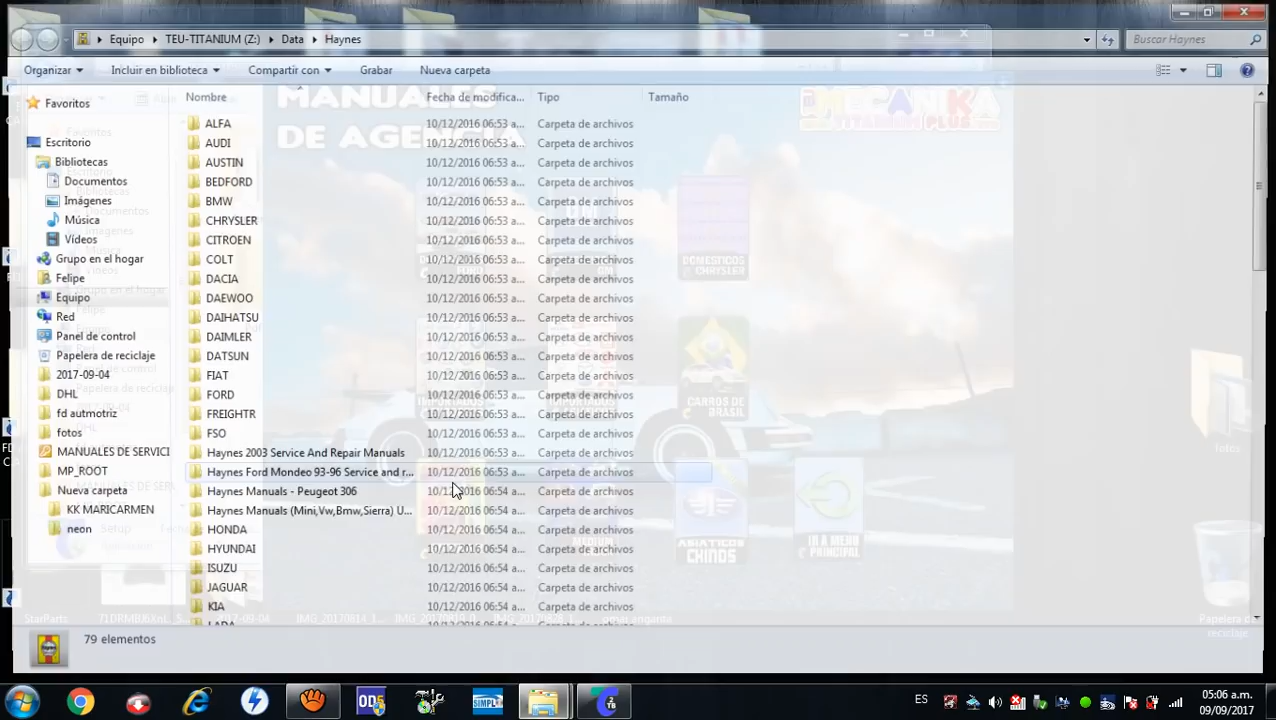 Equipo ▸ TEU-TITANIUM (Z:) ▸ Data ▸ Haynes
Buscar Haynes
Organizar
Incluir en biblioteca
Compartir con
Grabar
Nueva carpeta
Nombre
Fecha de modifica...
Tipo
Tamaño
Favoritos
Escritorio
Bibliotecas
Documentos
Imágenes
Música
Vídeos
Grupo en el hogar
Felipe
Equipo
Red
Panel de control
Papelera de reciclaje
2017-09-04
DHL
fd automotriz
fotos
MANUALES DE SERVICI
MP_ROOT
Nueva carpeta
KK MARICARMEN
neon
ALFA 10/12/2016 06:53 a... Carpeta de archivos
AUDI 10/12/2016 06:53 a... Carpeta de archivos
AUSTIN 10/12/2016 06:53 a... Carpeta de archivos
BEDFORD 10/12/2016 06:53 a... Carpeta de archivos
BMW 10/12/2016 06:53 a... Carpeta de archivos
CHRYSLER 10/12/2016 06:53 a... Carpeta de archivos
CITROEN 10/12/2016 06:53 a... Carpeta de archivos
COLT 10/12/2016 06:53 a... Carpeta de archivos
DACIA 10/12/2016 06:53 a... Carpeta de archivos
DAEWOO 10/12/2016 06:53 a... Carpeta de archivos
DAIHATSU 10/12/2016 06:53 a... Carpeta de archivos
DAIMLER 10/12/2016 06:53 a... Carpeta de archivos
DATSUN 10/12/2016 06:53 a... Carpeta de archivos
FIAT 10/12/2016 06:53 a... Carpeta de archivos
FORD 10/12/2016 06:53 a... Carpeta de archivos
FREIGHTR 10/12/2016 06:53 a... Carpeta de archivos
FSO 10/12/2016 06:53 a... Carpeta de archivos
Haynes 2003 Service And Repair Manuals 10/12/2016 06:53 a... Carpeta de archivos
Haynes Ford Mondeo 93-96 Service and r... 10/12/2016 06:53 a... Carpeta de archivos
Haynes Manuals - Peugeot 306 10/12/2016 06:54 a... Carpeta de archivos
Haynes Manuals (Mini,Vw,Bmw,Sierra) U... 10/12/2016 06:54 a... Carpeta de archivos
HONDA 10/12/2016 06:54 a... Carpeta de archivos
HYUNDAI 10/12/2016 06:54 a... Carpeta de archivos
ISUZU 10/12/2016 06:54 a... Carpeta de archivos
JAGUAR 10/12/2016 06:54 a... Carpeta de archivos
KIA 10/12/2016 06:54 a... Carpeta de archivos
79 elementos
MANUALES
DE AGENCIA
MECANIKA
DOMESTICOS
CHRYSLER
CARROS DE
BRASIL
ASIATICOS
CHINOS
IR A MENU
PRINCIPAL
fotos
StarParts
2017-09-04
Papelera de
reciclaje
OD5
SIMPLE
ES
05:06 a.m.
09/09/2017